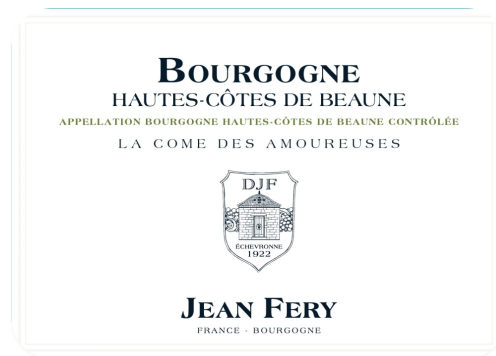 BOURGOGNE
HAUTES-CÔTES DE BEAUNE
APPELLATION BOURGOGNE HAUTES-CÔTES DE BEAUNE CONTRÔLÉE
LA COME DES AMOUREUSES
DJF
ÉCHEVRONNE
1922
JEAN FERY
FRANCE - BOURGOGNE